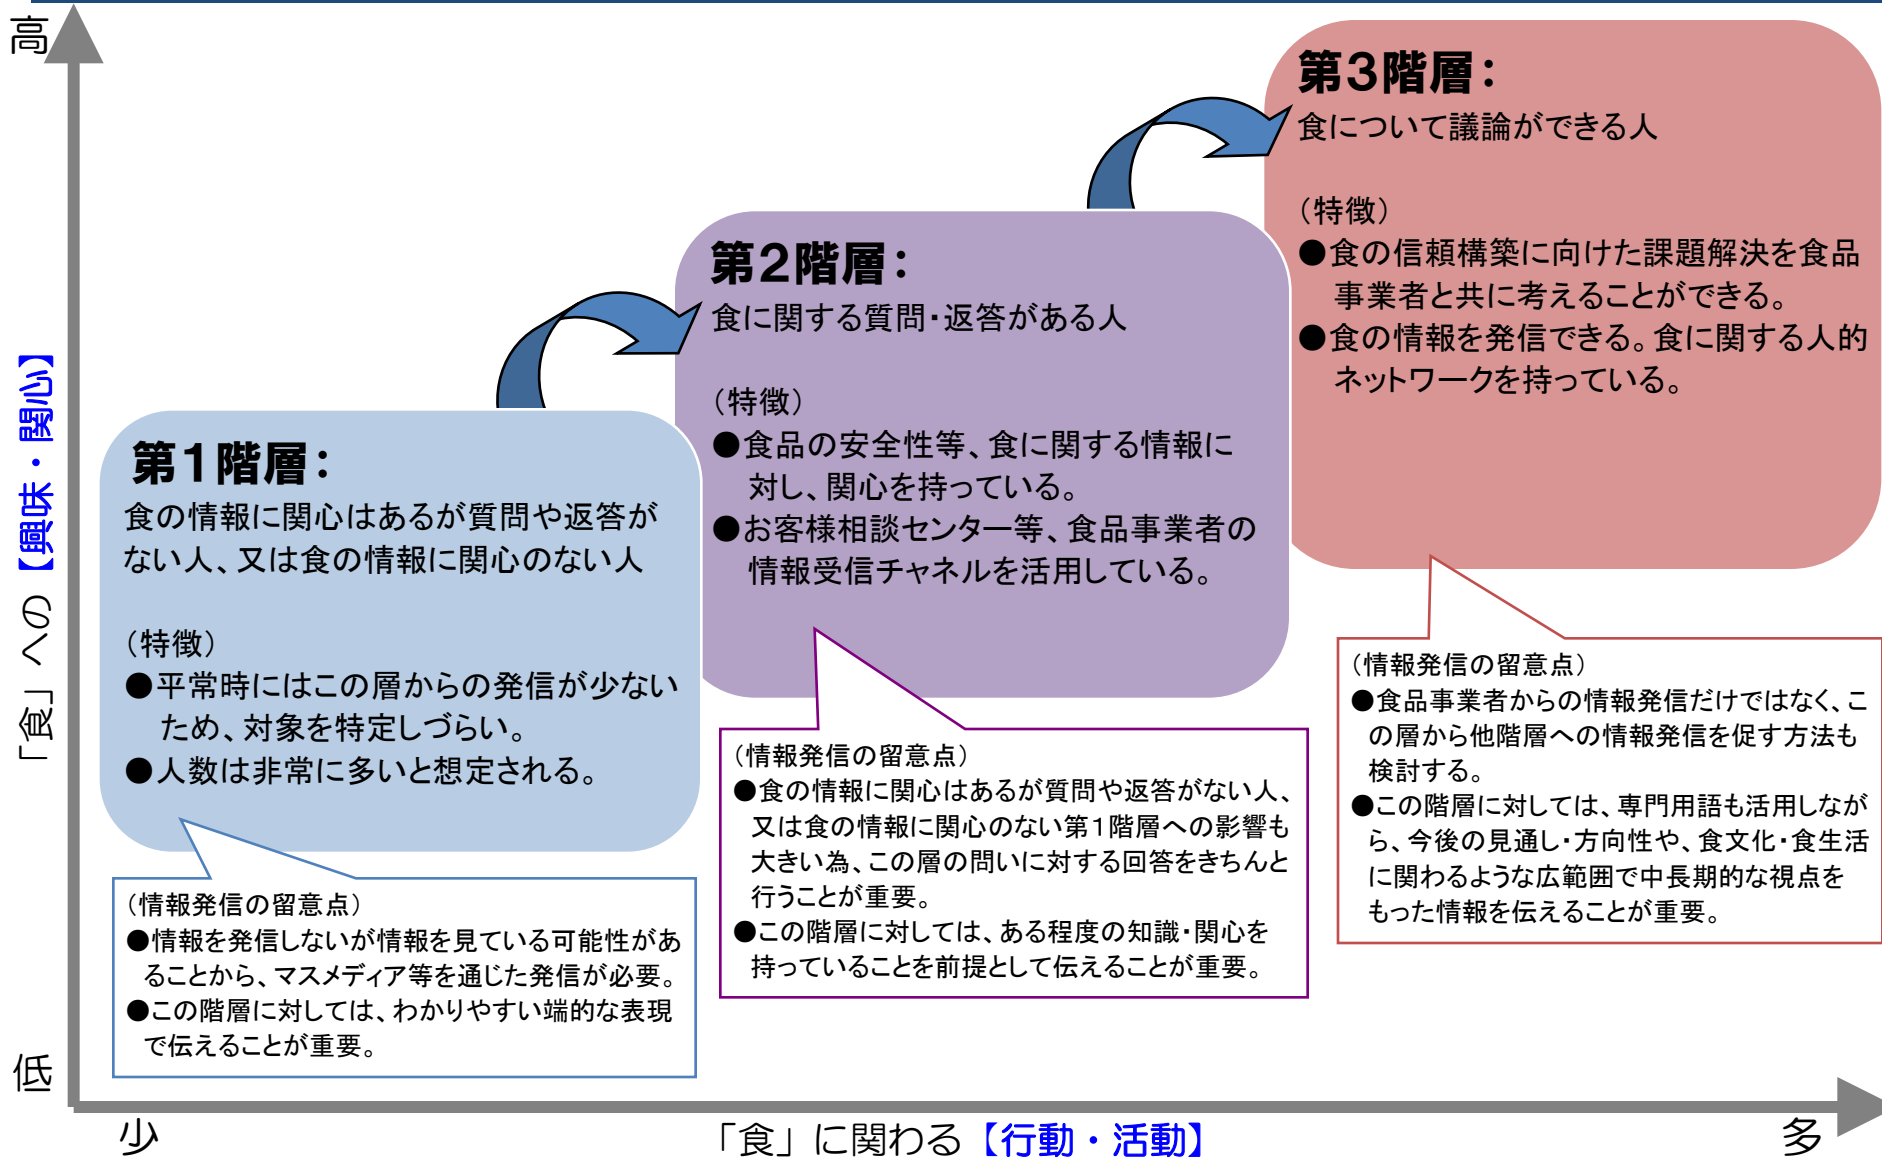 高
「食」への【興味・関心】
低
第1階層：
食の情報に関心はあるが質問や返答が
ない人、又は食の情報に関心のない人
（特徴）
●平常時にはこの層からの発信が少ない
ため、対象を特定しづらい。
●人数は非常に多いと想定される。
（情報発信の留意点）
●情報を発信しないが情報を見ている可能性があ
ることから、マスメディア等を通じた発信が必要。
●この階層に対しては、わかりやすい端的な表現
で伝えることが重要。
第2階層：
食に関する質問・返答がある人
（特徴）
●食品の安全性等、食に関する情報に
対し、関心を持っている。
●お客様相談センター等、食品事業者の
情報受信チャネルを活用している。
（情報発信の留意点）
●食の情報に関心はあるが質問や返答がない人、
又は食の情報に関心のない第1階層への影響も
大きい為、この層の問いに対する回答をきちんと
行うことが重要。
●この階層に対しては、ある程度の知識・関心を
持っていることを前提として伝えることが重要。
第3階層：
食について議論ができる人
（特徴）
●食の信頼構築に向けた課題解決を食品
事業者と共に考えることができる。
●食の情報を発信できる。食に関する人的
ネットワークを持っている。
（情報発信の留意点）
●食品事業者からの情報発信だけではなく、こ
の層から他階層への情報発信を促す方法も
検討する。
●この階層に対しては、専門用語も活用しなが
ら、今後の見通し・方向性や、食文化・食生活
に関わるような広範囲で中長期的な視点を
もった情報を伝えることが重要。
少
「食」に関わる【行動・活動】
多